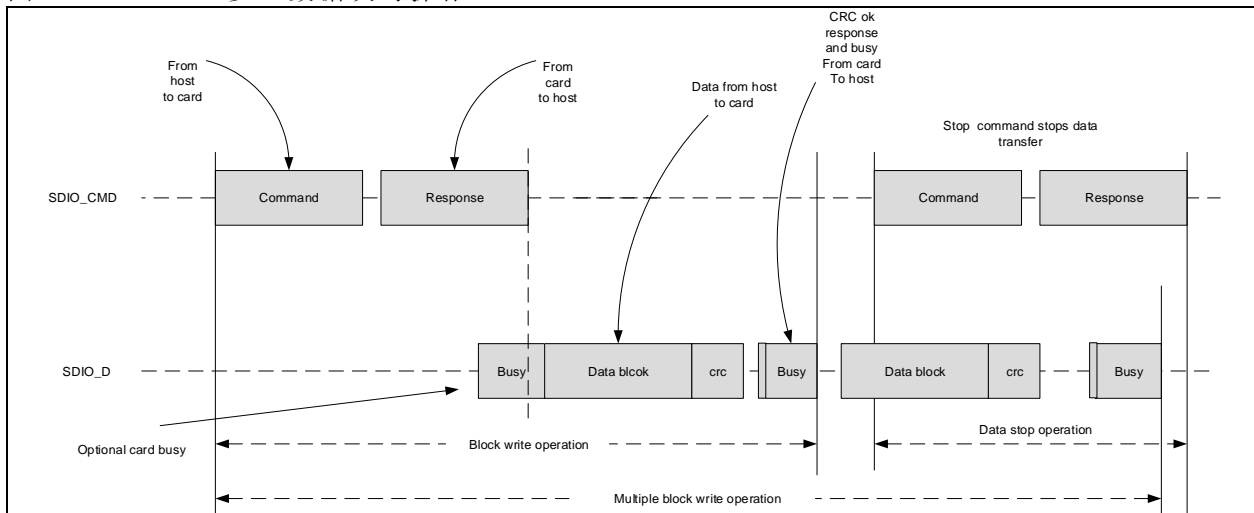 CRC ok
response
and busy
From card
To host
From
host
to card
From
card
to host
Data from host
to card
Stop command stops data
transfer
SDIO_CMD
Command
Response
Command
Response
SDIO_D
Busy
Data blcok
crc
Busy
Data block
crc
Busy
Optional card busy
Block write operation
Data stop operation
Multiple block write operation